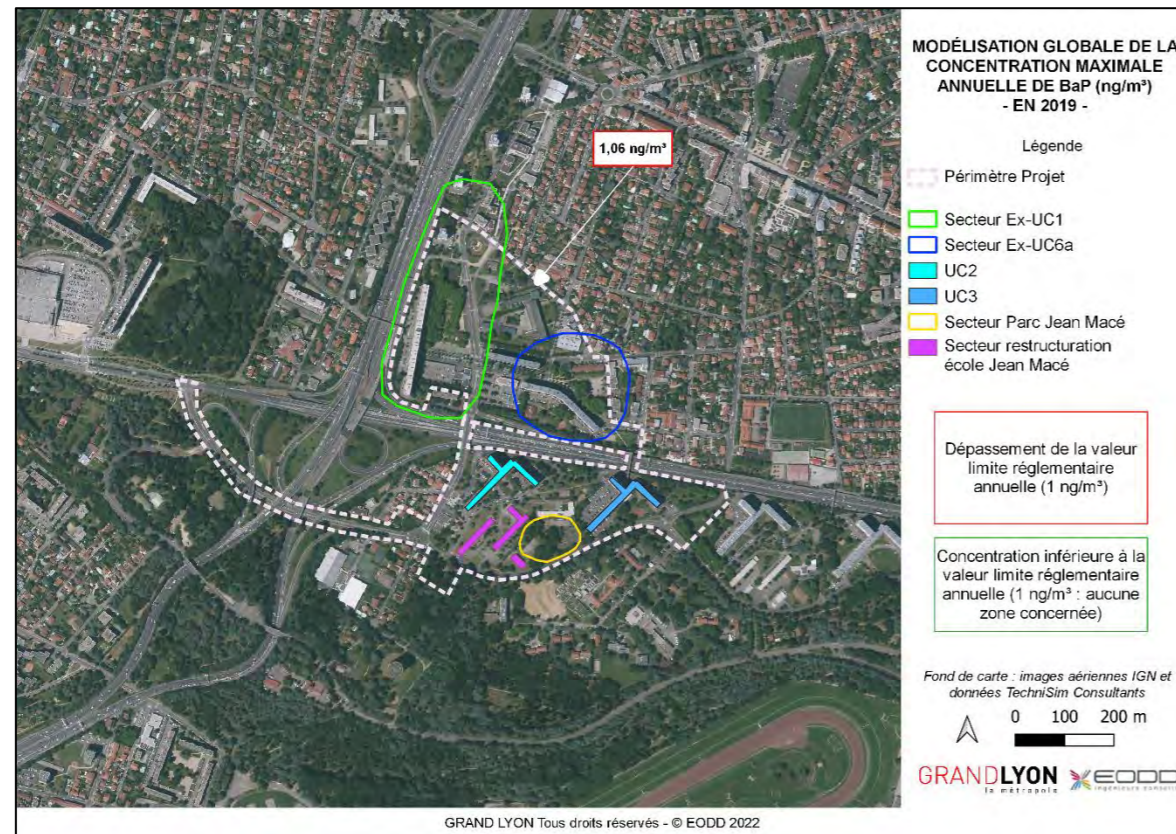 MODÉLISATION GLOBALE DE LA
CONCENTRATION MAXIMALE
ANNUELLE DE BaP (ng/m³)
- EN 2019 -
Légende
Périmètre Projet
Secteur Ex-UC1
Secteur Ex-UC6a
UC2
UC3
Secteur Parc Jean Macé
Secteur restructuration
école Jean Macé
1,06 ng/m³
Dépassement de la valeur
limite réglementaire
annuelle (1 ng/m³)
Concentration inférieure à la
valeur limite réglementaire
annuelle (1 ng/m³ : aucune
zone concernée)
Fond de carte : images aériennes IGN et
données TechniSim Consultants
0 100 200 m
GRANDLYON
la métropole
EODD
ingénieurs conseils
GRAND LYON Tous droits réservés - © EODD 2022